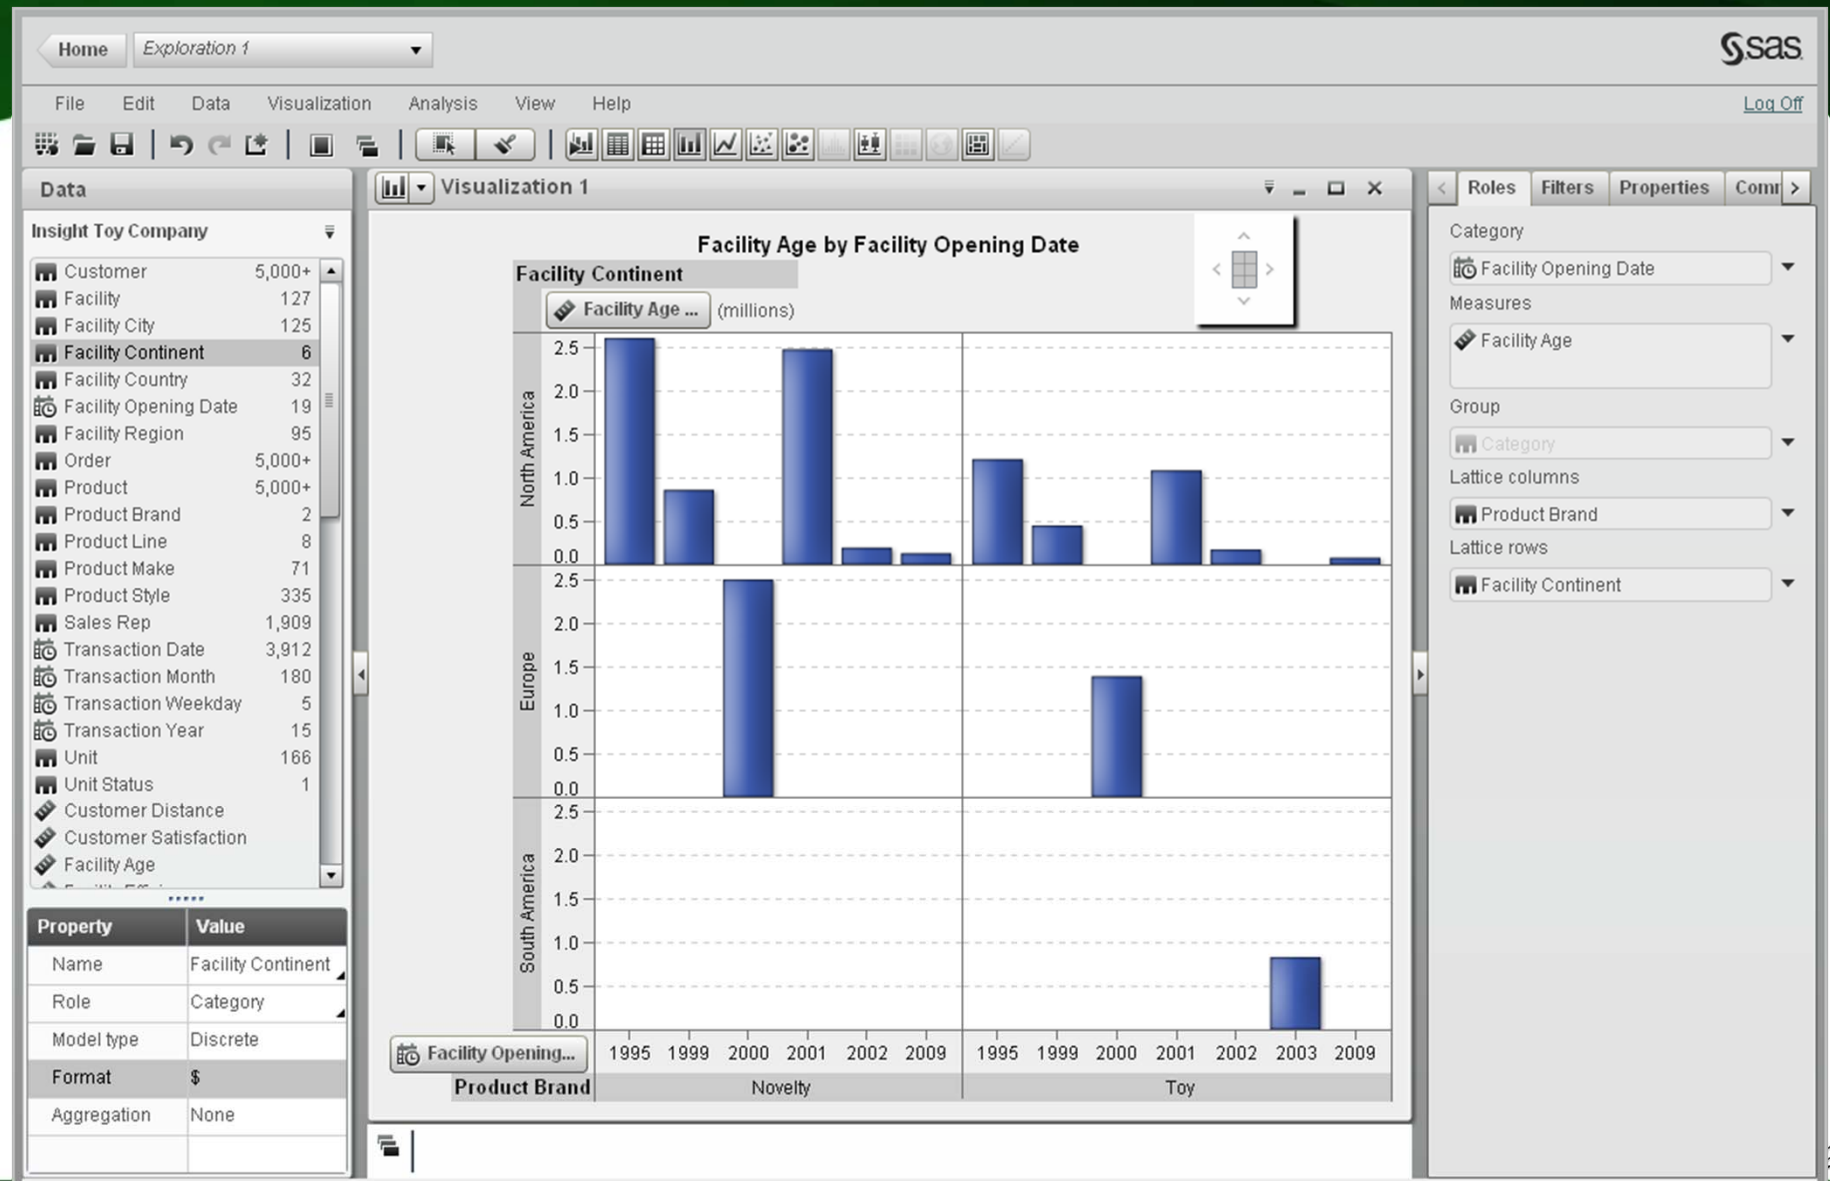 Home
Exploration 1
sas
File Edit Data Visualization Analysis View Help
Log Off
Data
Insight Toy Company
Customer 5,000+
Facility 127
Facility City 125
Facility Continent 6
Facility Country 32
Facility Opening Date 19
Facility Region 95
Order 5,000+
Product 5,000+
Product Brand 2
Product Line 8
Product Make 71
Product Style 335
Sales Rep 1,909
Transaction Date 3,912
Transaction Month 180
Transaction Weekday 5
Transaction Year 15
Unit 166
Unit Status 1
Customer Distance
Customer Satisfaction
Facility Age
Property Value
Name Facility Continent
Role Category
Model type Discrete
Format $
Aggregation None
Visualization 1
Facility Age by Facility Opening Date
Facility Continent
Facility Age ... (millions)
North America
2.5
2.0
1.5
1.0
0.5
0.0
Europe
2.5
2.0
1.5
1.0
0.5
0.0
South America
2.5
2.0
1.5
1.0
0.5
0.0
Facility Opening...
1995 1999 2000 2001 2002 2009 1995 1999 2000 2001 2002 2003 2009
Product Brand Novelty Toy
Roles Filters Properties
Category
Facility Opening Date
Measures
Facility Age
Group
Category
Lattice columns
Product Brand
Lattice rows
Facility Continent